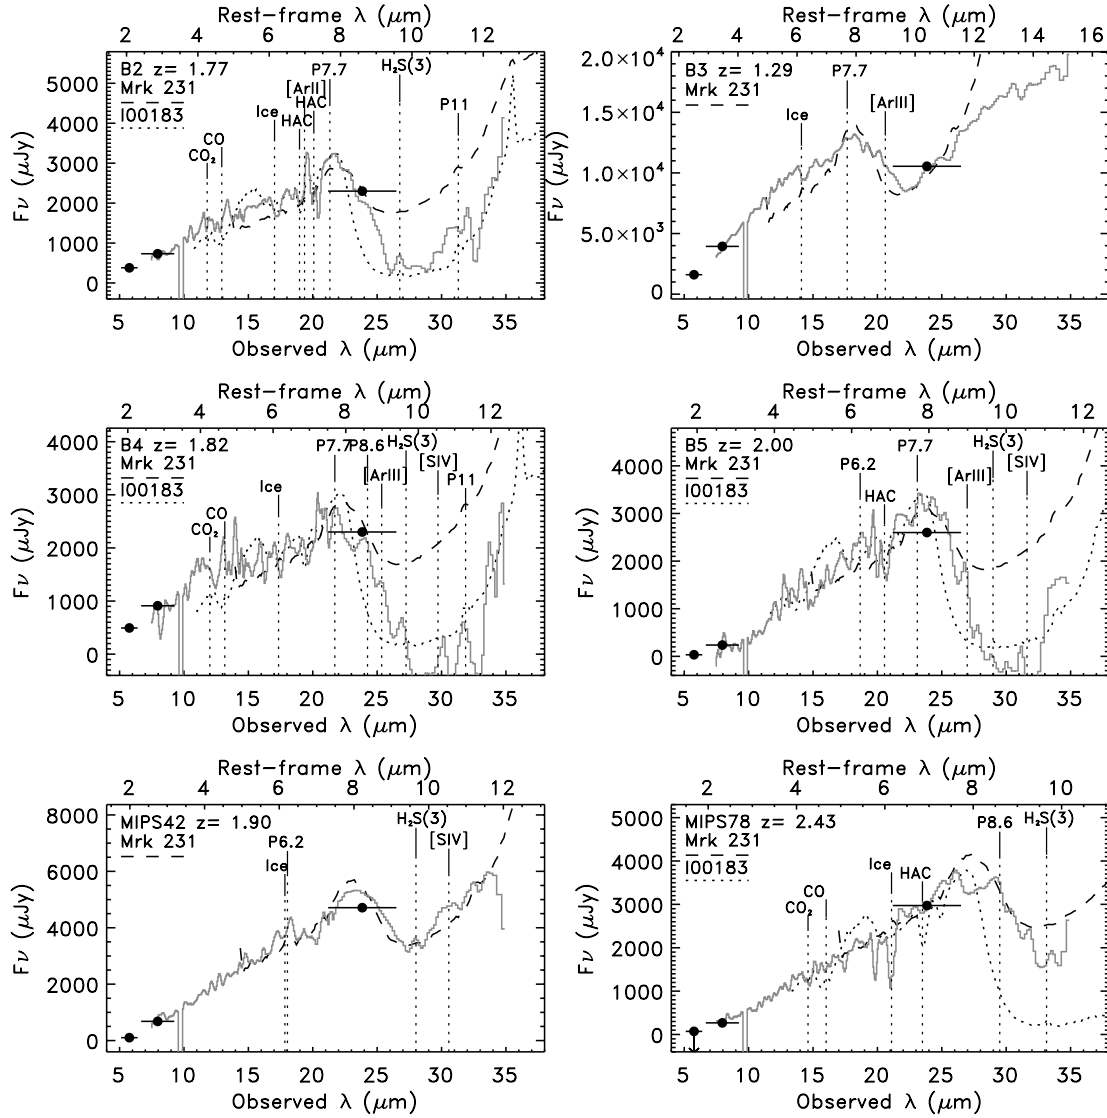 Rest-frame λ (μm)
2 4 6 8 10 12
B2 z= 1.77
Mrk 231
I00183
CO₂
CO
Ice
HAC
[ArII]
HAC
P7.7
H₂S(3)
P11
Fν (μJy)
5000
4000
3000
2000
1000
0
5 10 15 20 25 30 35
Observed λ (μm)
Rest-frame λ (μm)
4 6 8 10 12 14 16
B3 z= 1.29
Mrk 231
Ice
P7.7
[ArIII]
Fν (μJy)
2.0×10⁴
1.5×10⁴
1.0×10⁴
5.0×10³
0
5 10 15 20 25 30 35
Observed λ (μm)
Rest-frame λ (μm)
2 4 6 8 10 12
B4 z= 1.82
Mrk 231
I00183
CO₂
CO
Ice
P7.7
P8.6
[ArIII]
H₂S(3)
[SIV]
P11
Fν (μJy)
4000
3000
2000
1000
0
5 10 15 20 25 30 35
Observed λ (μm)
Rest-frame λ (μm)
2 4 6 8 10 12
B5 z= 2.00
Mrk 231
I00183
P6.2
HAC
P7.7
[ArIII]
H₂S(3)
[SIV]
Fν (μJy)
4000
3000
2000
1000
0
5 10 15 20 25 30 35
Observed λ (μm)
Rest-frame λ (μm)
2 4 6 8 10 12
MIPS42 z= 1.90
Mrk 231
Ice
P6.2
H₂S(3)
[SIV]
Fν (μJy)
8000
6000
4000
2000
0
5 10 15 20 25 30 35
Observed λ (μm)
Rest-frame λ (μm)
2 4 6 8 10
MIPS78 z= 2.43
Mrk 231
I00183
CO₂
CO
Ice
HAC
P8.6
H₂S(3)
Fν (μJy)
5000
4000
3000
2000
1000
0
5 10 15 20 25 30 35
Observed λ (μm)